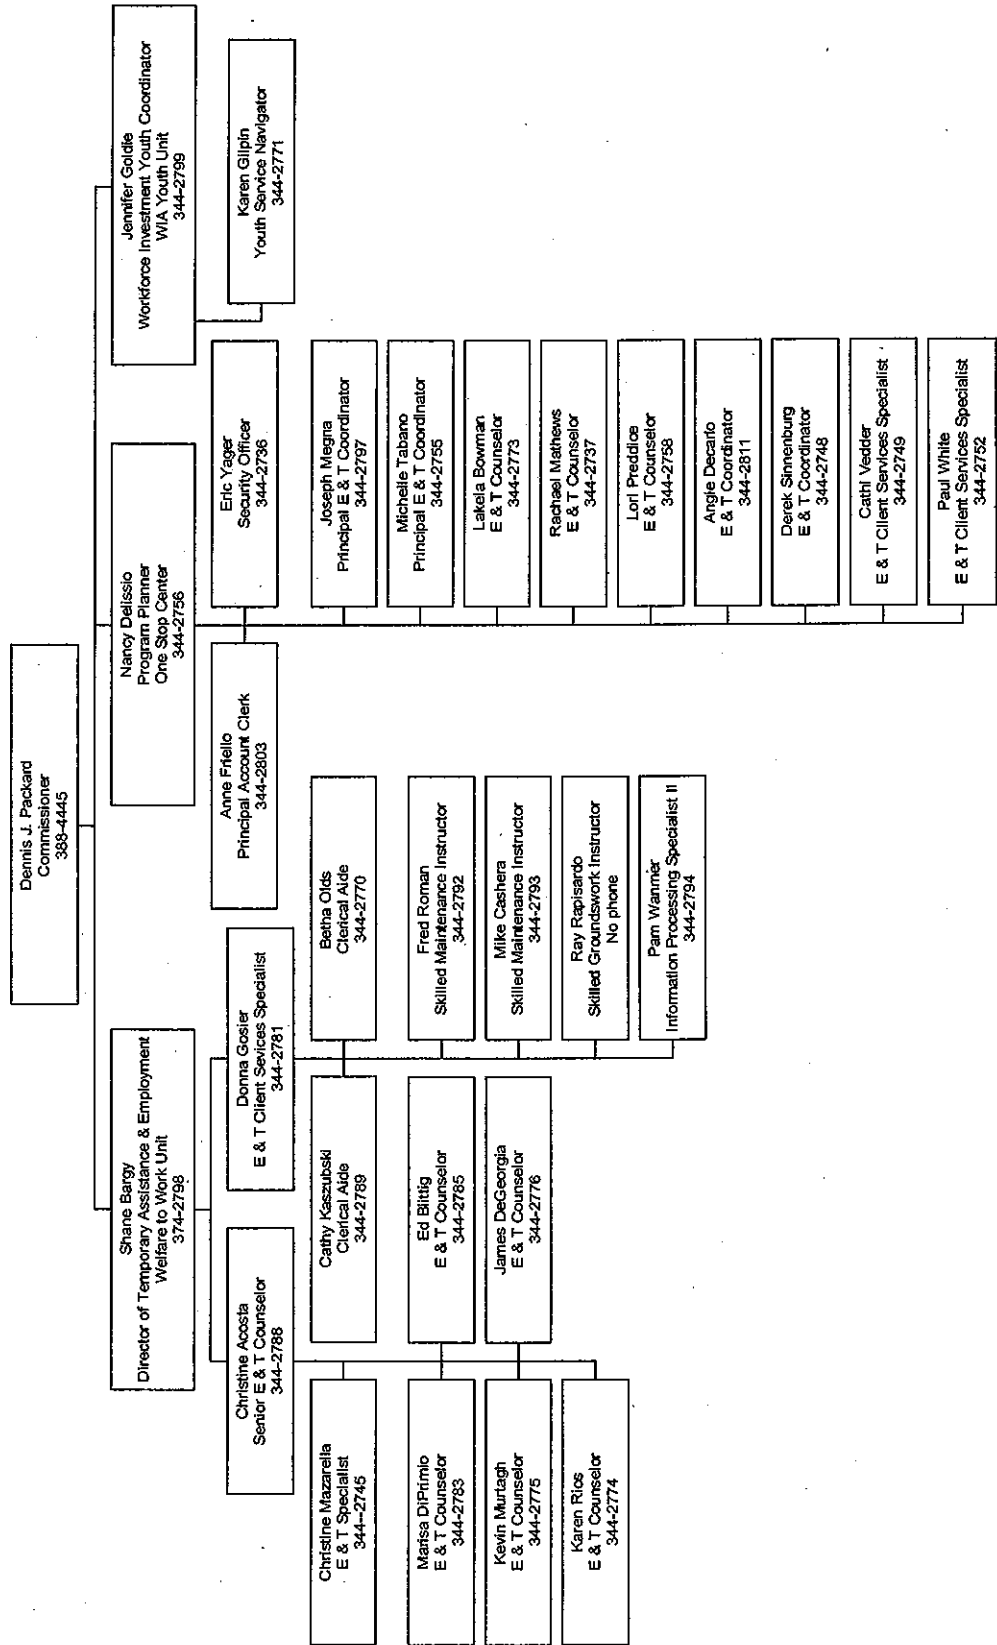 Dennis J. Packard
Commissioner
388-4445
Shane Bargy
Director of Temporary Assistance & Employment
Welfare to Work Unit
374-2798
Nancy Delissio
Program Planner
One Stop Center
344-2756
Jennifer Goldie
Workforce Investment Youth Coordinator
WIA Youth Unit
344-2799
Christine Acosta
Senior E & T Counselor
344-2788
Donna Gosier
E & T Client Sevices Specialist
344-2781
Anne Friello
Principal Account Clerk
344-2803
Eric Yager
Security Officer
344-2736
Karen Gilpin
Youth Service Navigator
344-2771
Christine Mazarella
E & T Specialist
344--2745
Cathy Kaszubski
Clerical Aide
344-2789
Betha Olds
Clerical Aide
344-2770
Joseph Megna
Principal E & T Coordinator
344-2797
Marisa DiPrimio
E & T Counselor
344-2783
Ed Blittig
E & T Counselor
344-2785
Fred Roman
Skilled Maintenance Instructor
344-2792
Michelle Tabano
Principal E & T Coordinator
344-2755
Kevin Murtagh
E & T Counselor
344-2775
James DeGeorgia
E & T Counselor
344-2776
Mike Cashera
Skilled Maintenance Instructor
344-2793
Lakela Bowman
E & T Counselor
344-2773
Karen Rios
E & T Counselor
344-2774
Ray Rapisardo
Skilled Groundswork Instructor
No phone
Rachael Mathews
E & T Counselor
344-2737
Pam Wanmer
Information Processing Specialist II
344-2794
Lori Preddice
E & T Counselor
344-2758
Angie Decarlo
E & T Coordinator
344-2811
Derek Sinnenburg
E & T Coordinator
344-2748
Cathi Vedder
E & T Client Services Specialist
344-2749
Paul White
E & T Client Services Specialist
344-2752